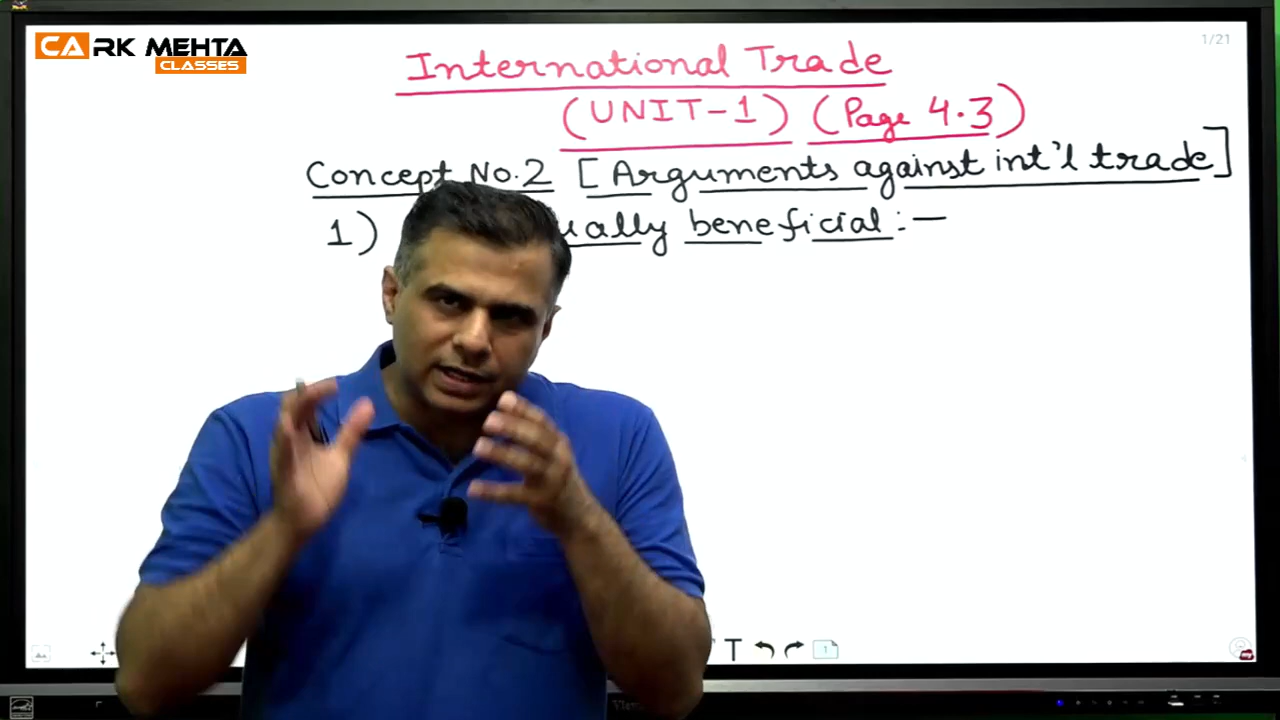 CA RK MEHTA
CLASSES
1/21
International Trade
(UNIT-1) (Page 4.3)
Concept No.2 [Arguments against int'l trade]
1) beneficial:-
T
1